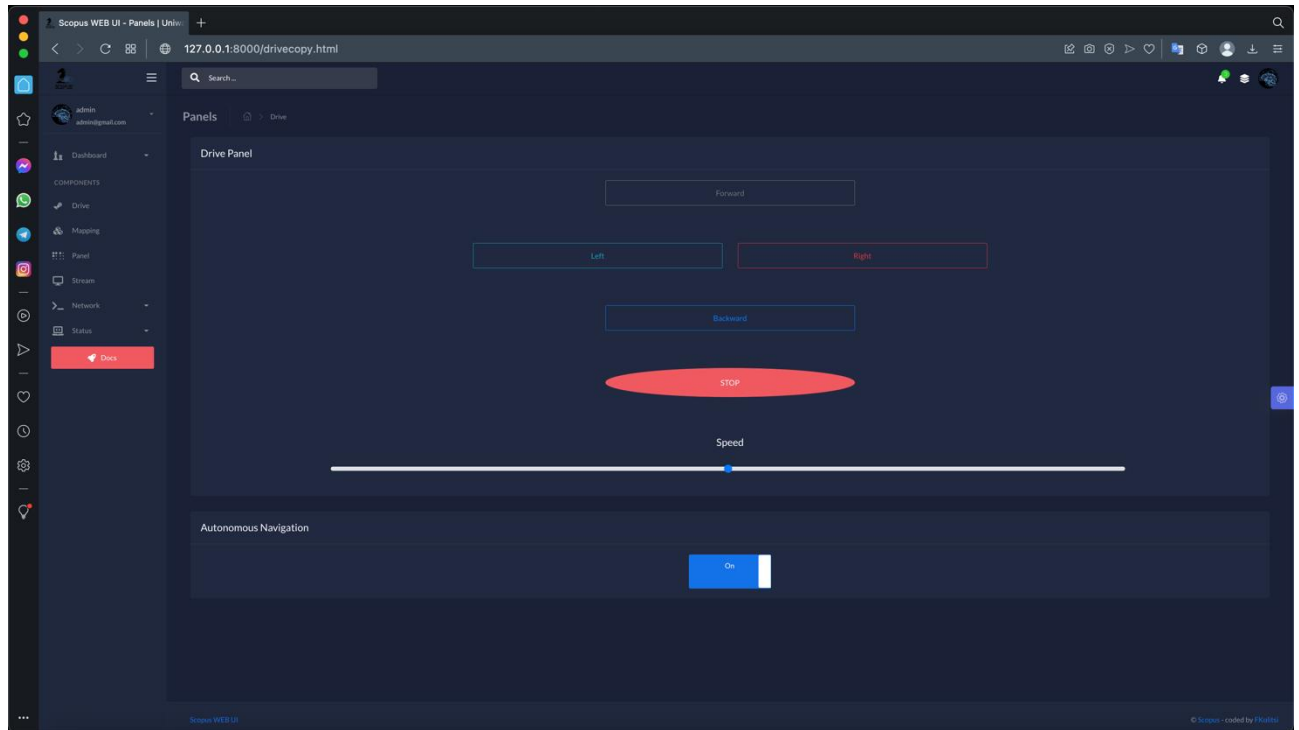 Scopus WEB UI - Panels | Uniw
127.0.0.1:8000/drivecopy.html
Search...
admin
admin@gmail.com
Panels
Drive
Dashboard
COMPONENTS
Drive
Mapping
Panel
Stream
Network
Status
Docs
Drive Panel
Forward
Left
Right
Backward
STOP
Speed
Autonomous Navigation
On
Scopus WEB UI
© Scopus - coded by FKolitsi